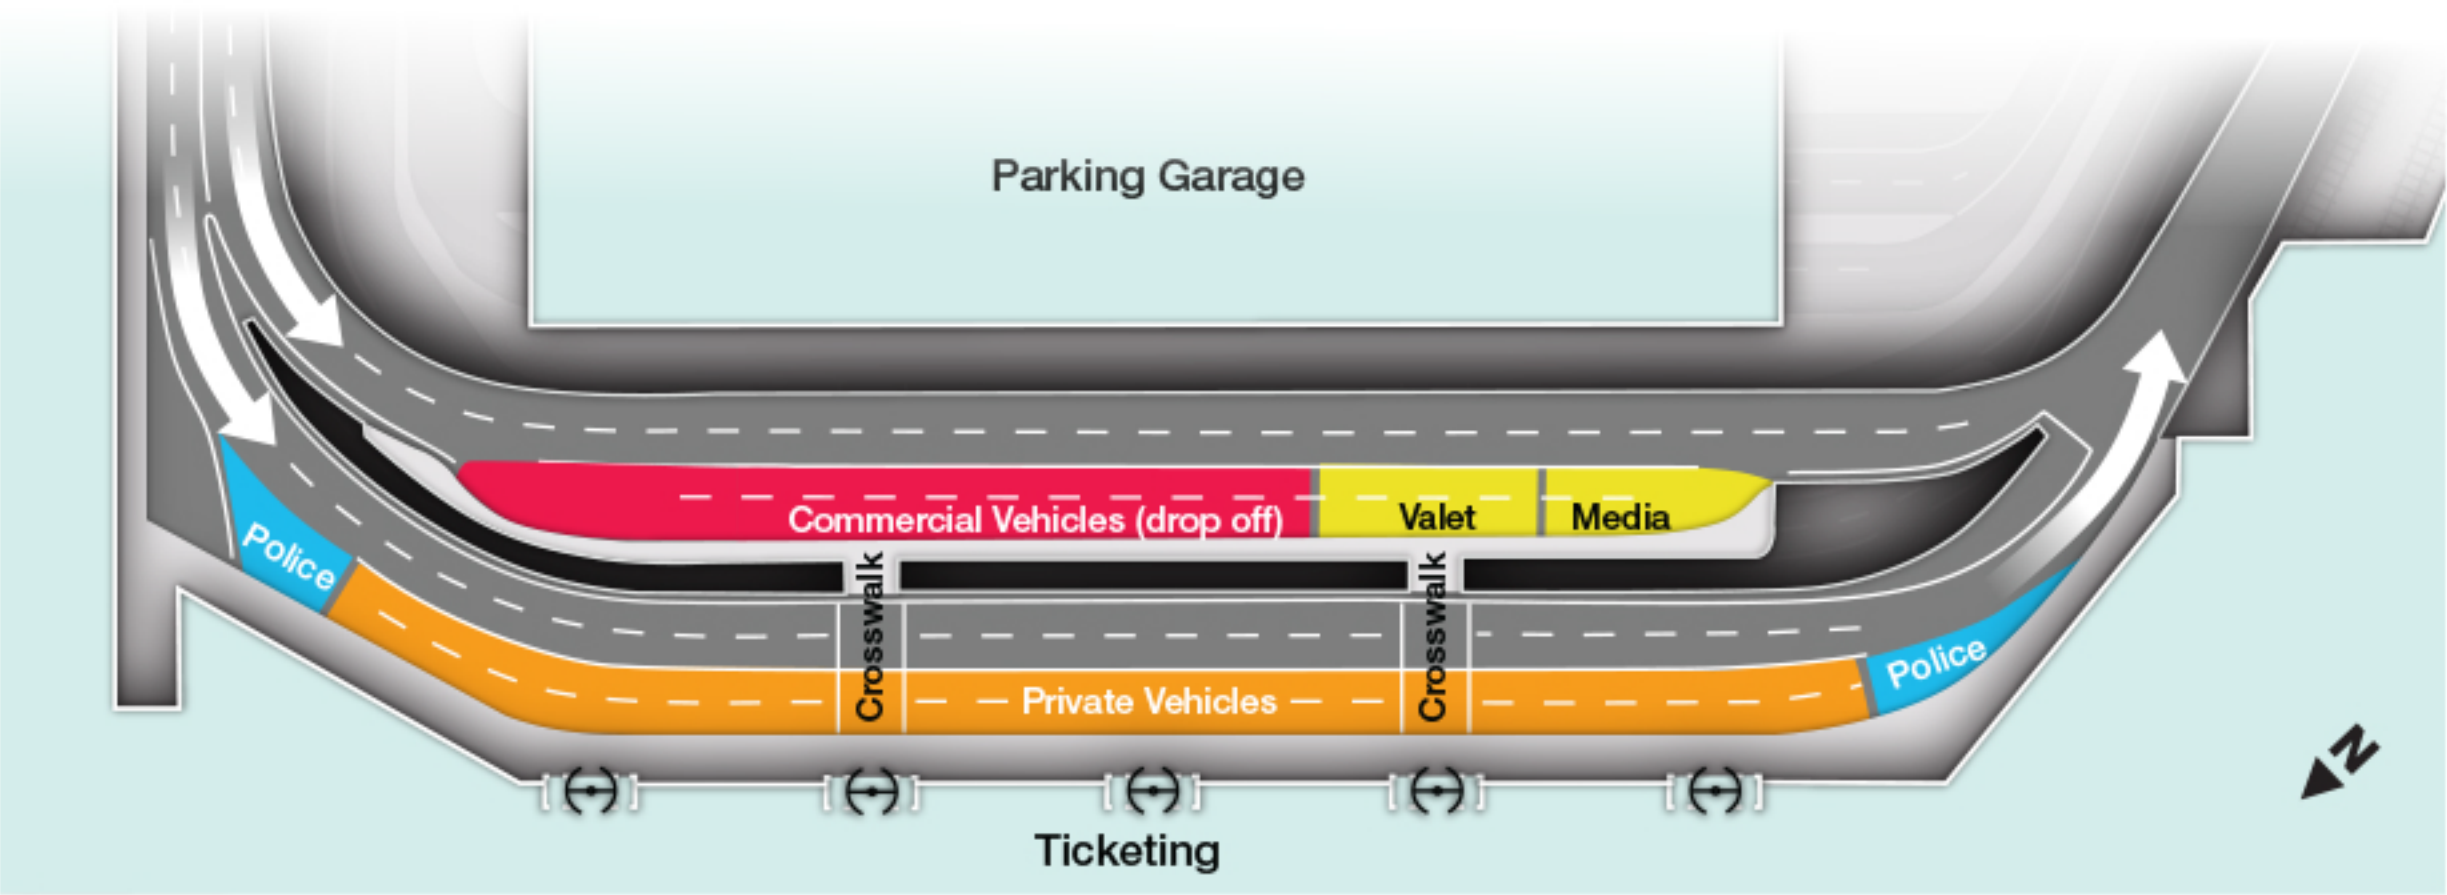 Parking Garage
Commercial Vehicles (drop off)
Valet
Media
Police
Crosswalk
Crosswalk
Police
Private Vehicles
N
Ticketing